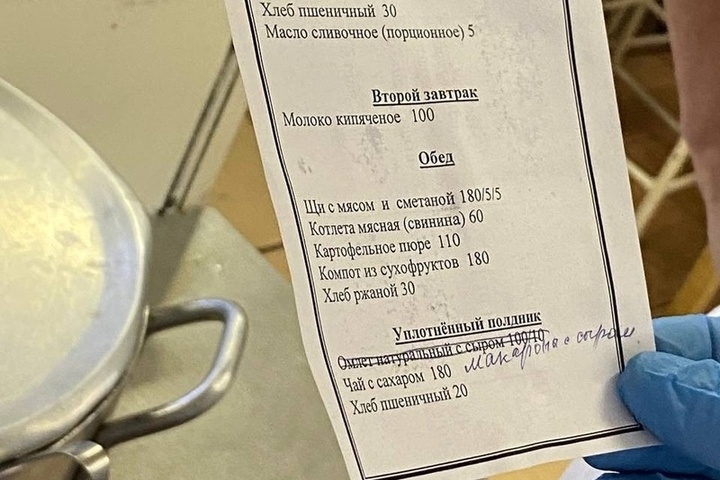 Хлеб пшеничный 30
Масло сливочное (порционное) 5
Второй завтрак
Молоко кипяченое 100
Обед
Щи с мясом и сметаной 180/5/5
Котлета мясная (свинина) 60
Картофельное пюре 110
Компот из сухофруктов 180
Хлеб ржаной 30
Уплотнённый полдник
Омлет натуральный с сыром 100/10
макароны с сыром
Чай с сахаром 180
Хлеб пшеничный 20